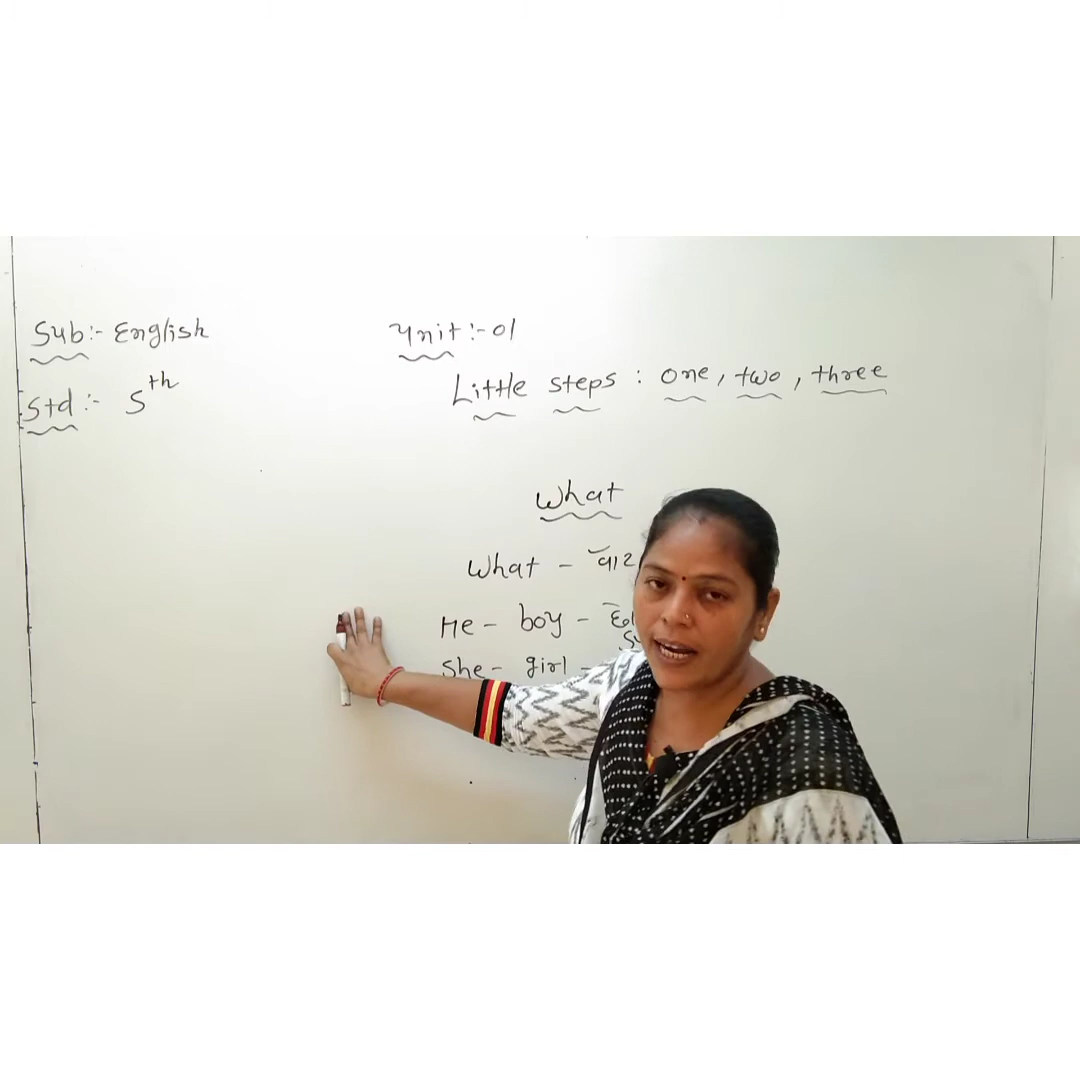 Sub:- English
Unit:- 01
Std:- 5th
Little steps: one, two, three
What
What -
He - boy -
She - girl -